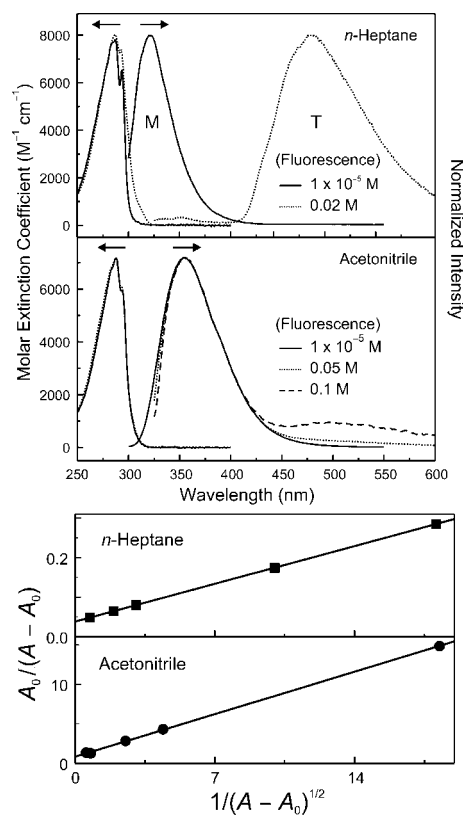 n-Heptane
8000
M
T
6000
(Fluorescence)
4000
1 x 10⁻⁵ M
0.02 M
2000
0
Acetonitrile
6000
(Fluorescence)
1 x 10⁻⁵ M
4000
0.05 M
0.1 M
2000
0
250 300 350 400 450 500 550 600
Wavelength (nm)
Molar Extinction Coefficient (M⁻¹ cm⁻¹)
Normalized Intensity
n-Heptane
0.2
0.0
Acetonitrile
10
0
0 7 14
A₀/(A – A₀)
1/(A – A₀)^1/2